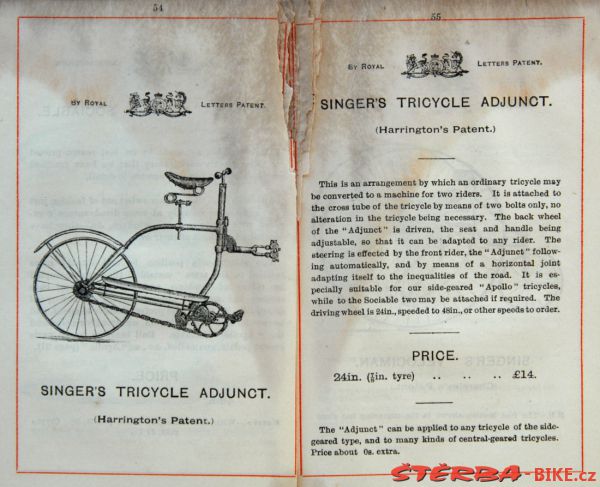 54
BY ROYAL LETTERS PATENT.
SINGER'S TRICYCLE ADJUNCT.
(Harrington's Patent.)
55
BY ROYAL LETTERS PATENT.
SINGER'S TRICYCLE ADJUNCT.
(Harrington's Patent.)
This is an arrangement by which an ordinary tricycle may
be converted to a machine for two riders. It is attached to
the cross tube of the tricycle by means of two bolts only, no
alteration in the tricycle being necessary. The back wheel
of the "Adjunct" is driven, the seat and handle being
adjustable, so that it can be adapted to any rider. The
steering is effected by the front rider, the "Adjunct" follow-
ing automatically, and by means of a horizontal joint
adapting itself to the inequalities of the road. It is es-
pecially suitable for our side-geared "Apollo" tricycles,
while to the Sociable two may be attached if required. The
driving wheel is 24in., speeded to 48in., or other speeds to order.
PRICE.
24in. (⅞in. tyre) .. .. .. £14.
The "Adjunct" can be applied to any tricycle of the side-
geared type, and to many kinds of central-geared tricycles.
Price about 0s. extra.
ŠTĚRBA-BIKE.cz